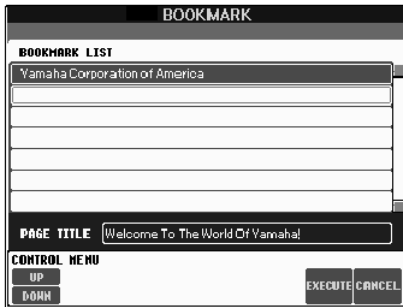 BOOKMARK
BOOKMARK LIST
Yamaha Corporation of America
PAGE TITLE Welcome To The World Of Yamaha!
CONTROL MENU
UP
DOWN
EXECUTE CANCEL